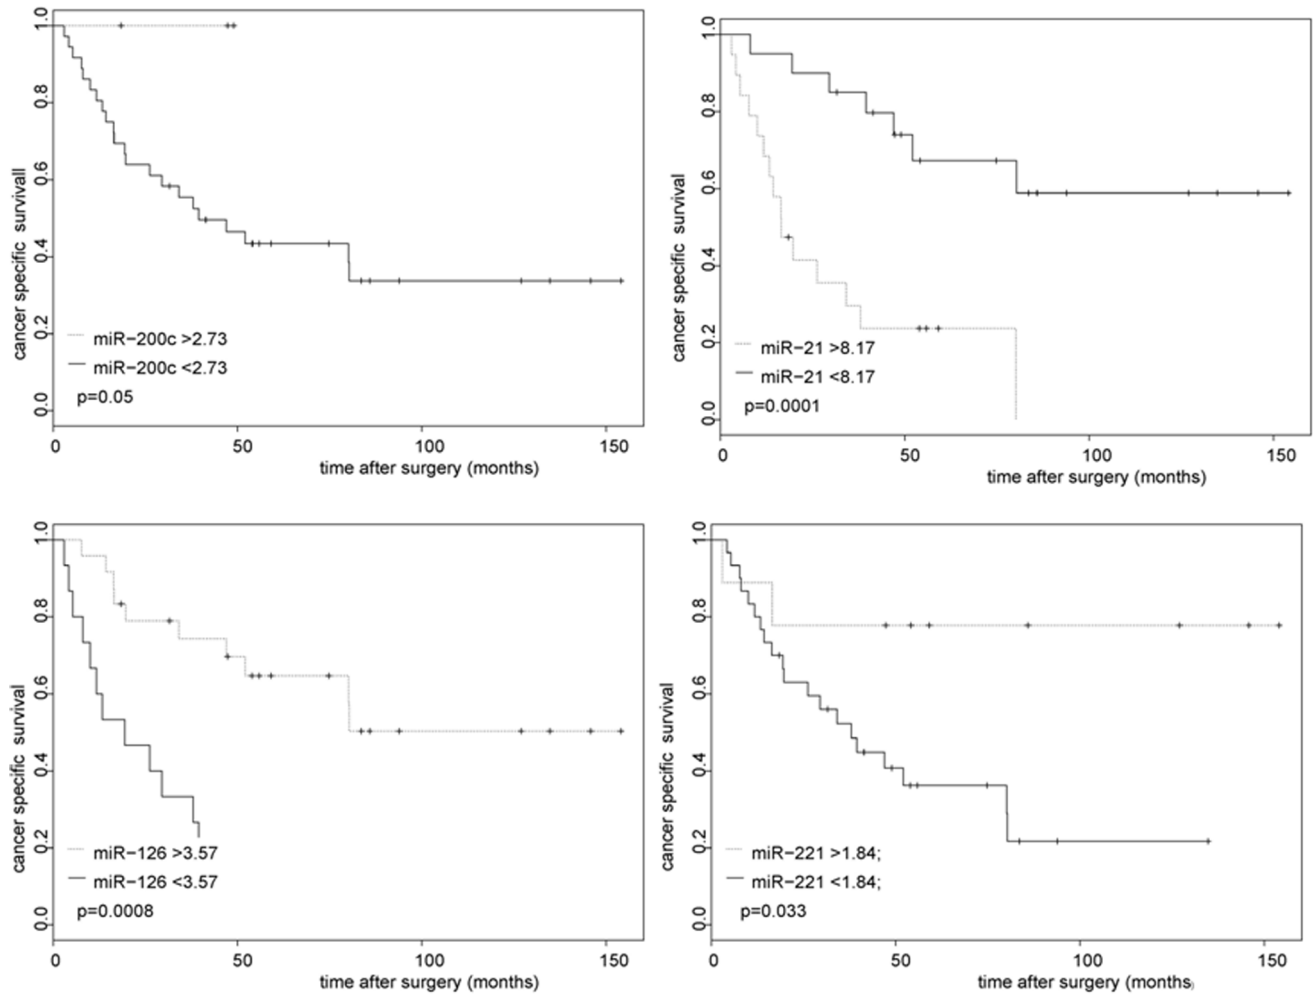 1.0
0.8
0.6
0.4
0.2
0.0
cancer specific survivall
miR−200c >2.73
miR−200c <2.73
p=0.05
0
50
100
150
time after surgery (months)
1.0
0.8
0.6
0.4
0.2
0.0
cancer specific survival
miR−21 >8.17
miR−21 <8.17
p=0.0001
0
50
100
150
time after surgery (months)
1.0
0.8
0.6
0.4
0.2
0.0
cancer specific survival
miR−126 >3.57
miR−126 <3.57
p=0.0008
0
50
100
150
time after surgery (months)
1.0
0.8
0.6
0.4
0.2
0.0
cancer specific survival
miR−221 >1.84;
miR−221 <1.84;
p=0.033
0
50
100
150
time after surgery (months)